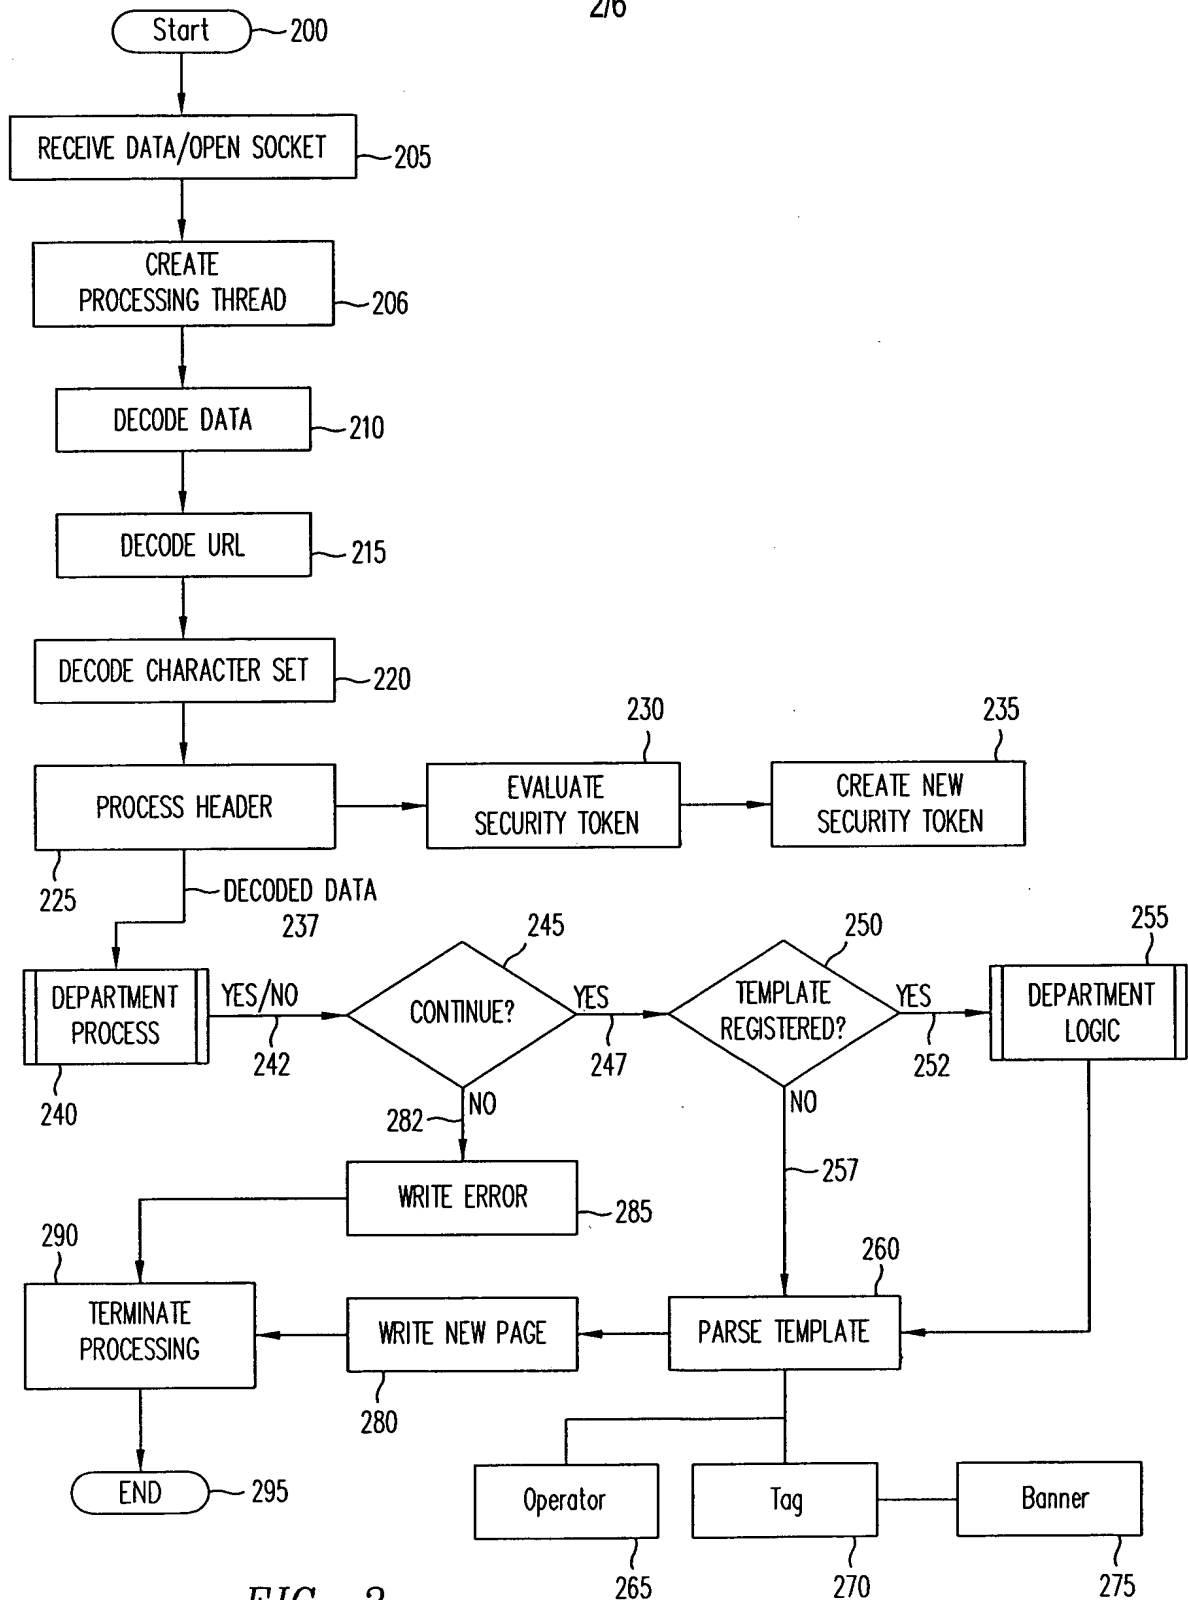 2/6
Start
200
RECEIVE DATA/OPEN SOCKET
205
CREATE
PROCESSING THREAD
206
DECODE DATA
210
DECODE URL
215
DECODE CHARACTER SET
220
230
235
PROCESS HEADER
EVALUATE
SECURITY TOKEN
CREATE NEW
SECURITY TOKEN
225
DECODED DATA
237
245
250
255
DEPARTMENT
PROCESS
YES/NO
242
CONTINUE?
YES
247
TEMPLATE
REGISTERED?
YES
252
DEPARTMENT
LOGIC
240
282
NO
NO
257
WRITE ERROR
285
290
260
TERMINATE
PROCESSING
WRITE NEW PAGE
PARSE TEMPLATE
280
END
295
Operator
Tag
Banner
265
270
275
FIG. 2